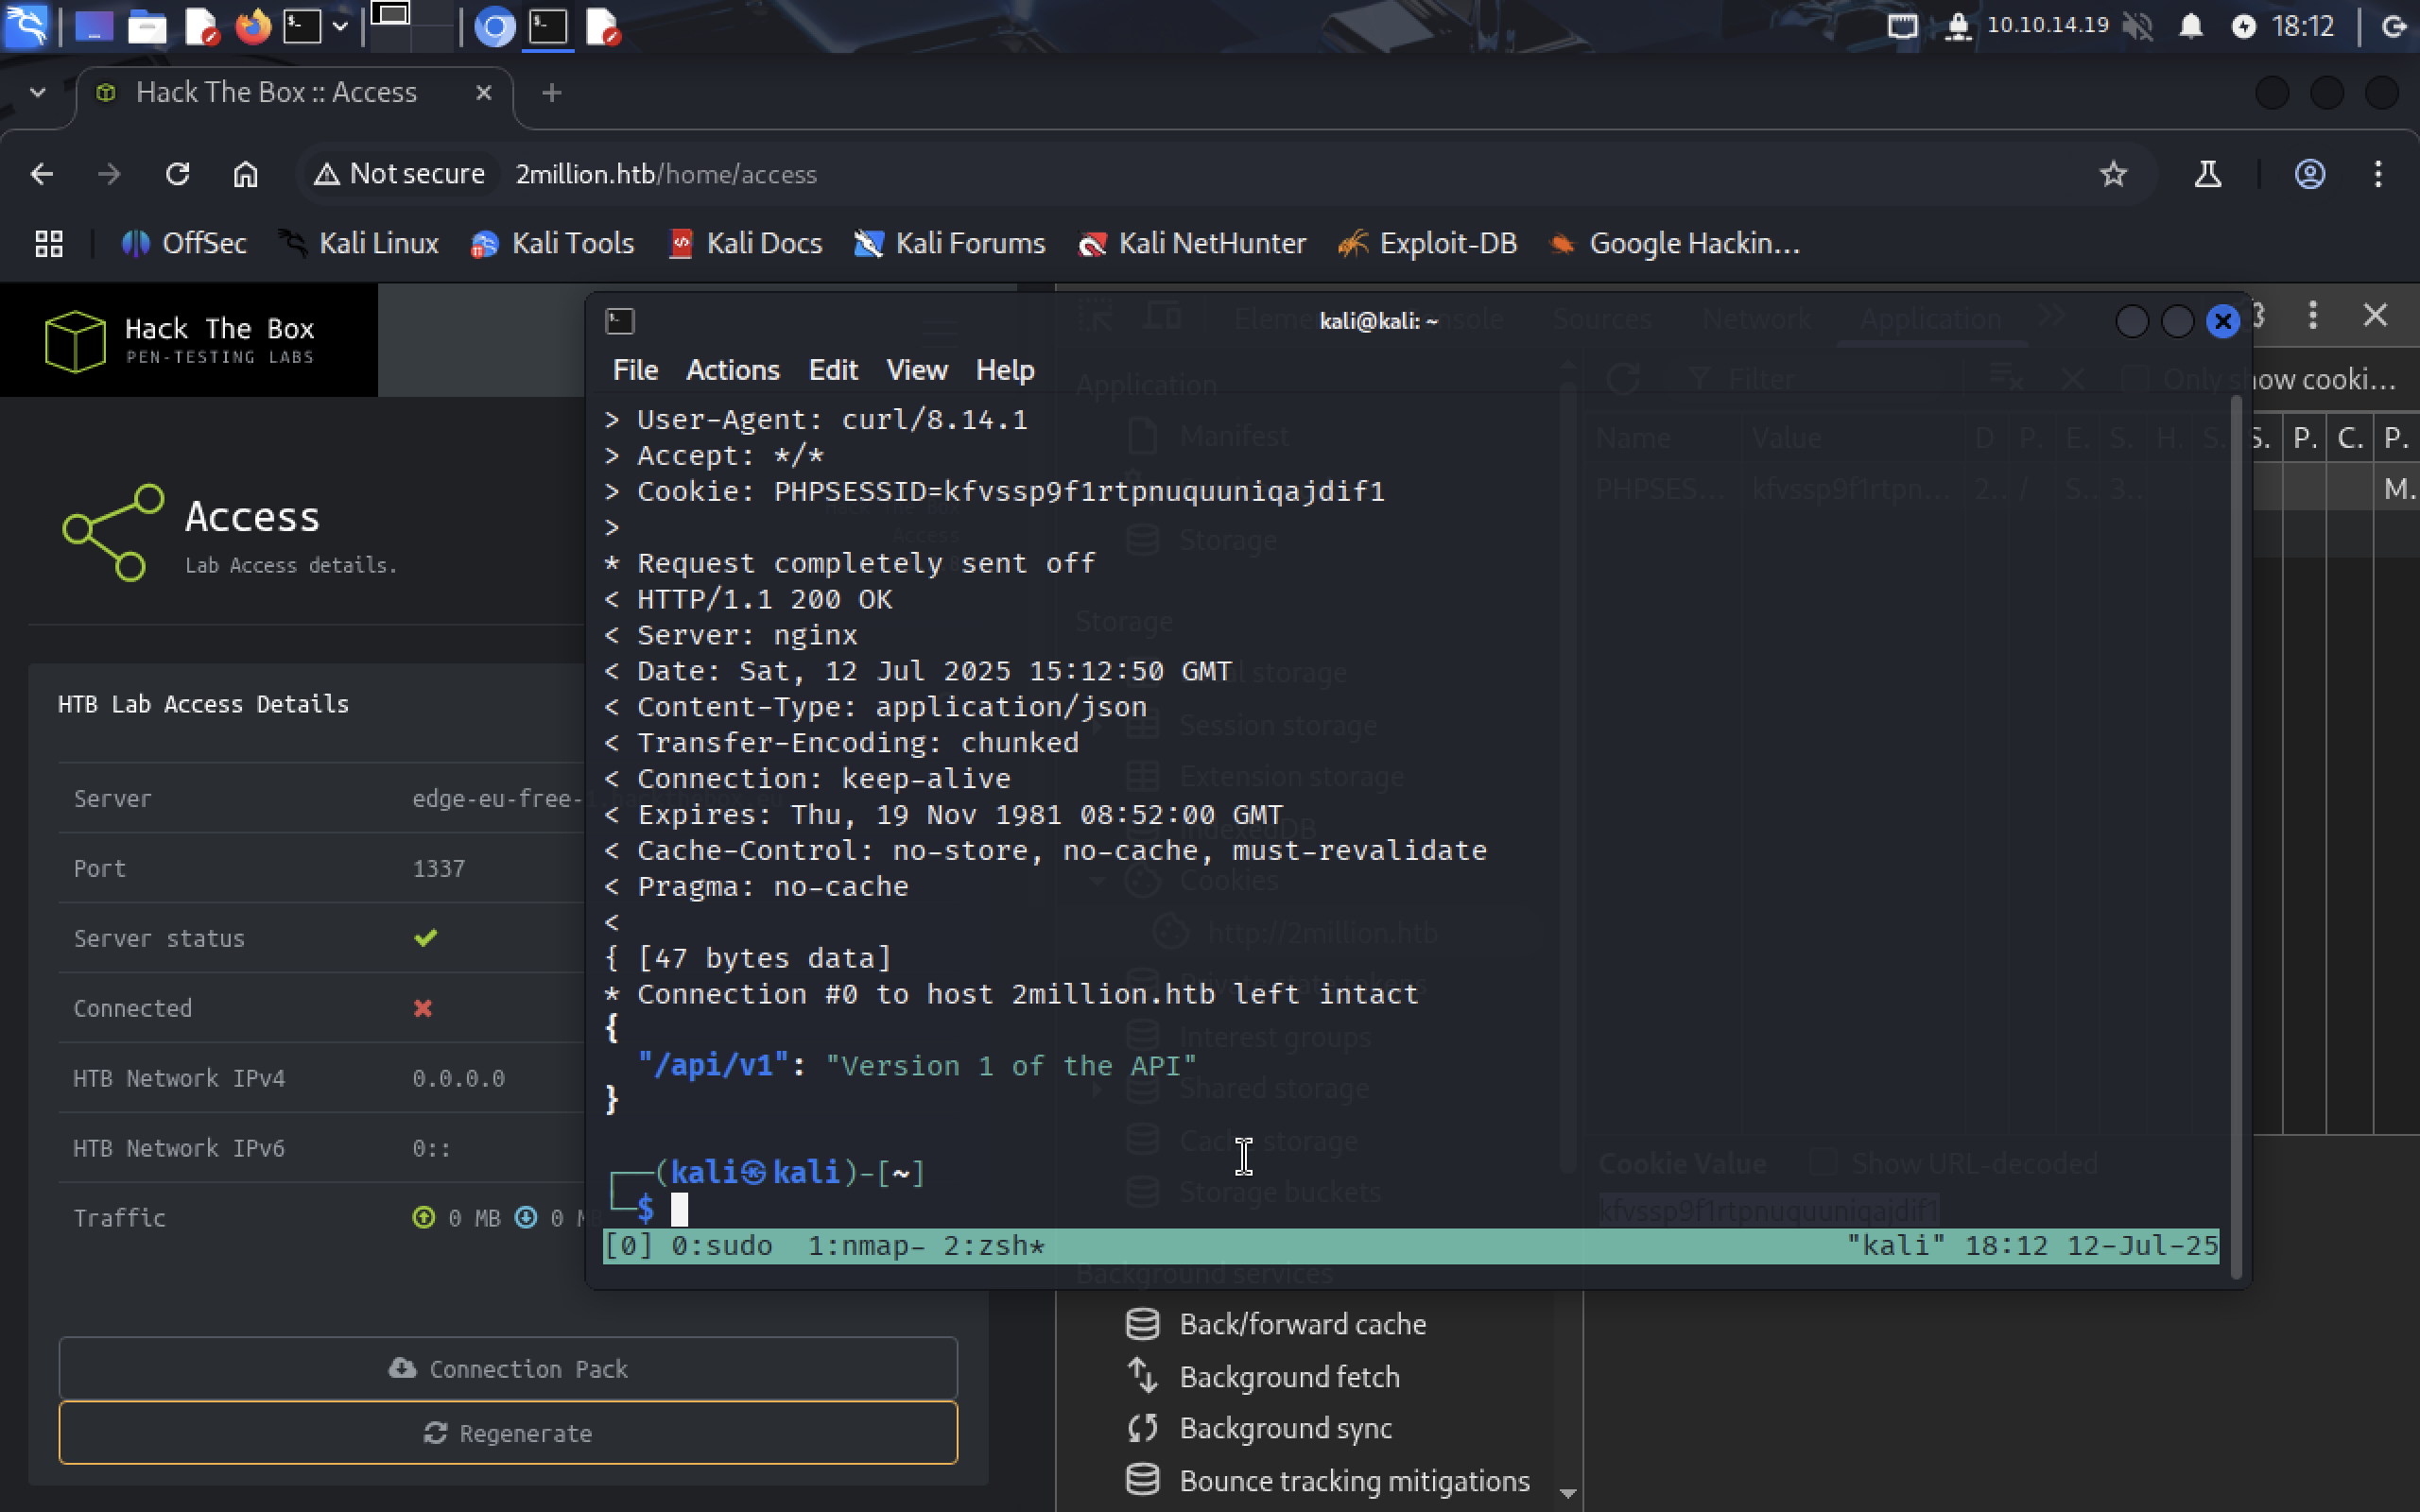 10.10.14.19
18:12
Hack The Box :: Access
Not secure 2million.htb/home/access
OffSec Kali Linux Kali Tools Kali Docs Kali Forums Kali NetHunter Exploit-DB Google Hackin...
Hack The Box
PEN-TESTING LABS
Access
Lab Access details.
HTB Lab Access Details
Server edge-eu-free-
Port 1337
Server status
Connected
HTB Network IPv4 0.0.0.0
HTB Network IPv6 0::
Traffic 0 MB 0
Connection Pack
Regenerate
kali@kali: ~
File Actions Edit View Help
> User-Agent: curl/8.14.1
> Accept: */*
> Cookie: PHPSESSID=kfvssp9f1rtpnuquuniqajdif1
>
* Request completely sent off
< HTTP/1.1 200 OK
< Server: nginx
< Date: Sat, 12 Jul 2025 15:12:50 GMT
< Content-Type: application/json
< Transfer-Encoding: chunked
< Connection: keep-alive
< Expires: Thu, 19 Nov 1981 08:52:00 GMT
< Cache-Control: no-store, no-cache, must-revalidate
< Pragma: no-cache
<
{ [47 bytes data]
* Connection #0 to host 2million.htb left intact
{
"/api/v1": "Version 1 of the API"
}
┌──(kali㉿kali)-[~]
└─$
[0] 0:sudo 1:nmap- 2:zsh* "kali" 18:12 12-Jul-25
Sources Network Application
Application
Manifest
Storage
Storage
Session storage
Extension storage
IndexedDB
Cookies
http://2million.htb
Private state tokens
Interest groups
Shared storage
Cache storage
Storage buckets
Background services
Back/forward cache
Background fetch
Background sync
Bounce tracking mitigations
Filter
Only show cooki...
Name Value D P. E. S. H. S. S. P. C. P.
PHPSES... kfvssp9f1rtpn... 2.. / S.. 3.. M.
Cookie Value Show URL-decoded
kfvssp9f1rtpnuquuniqajdif1